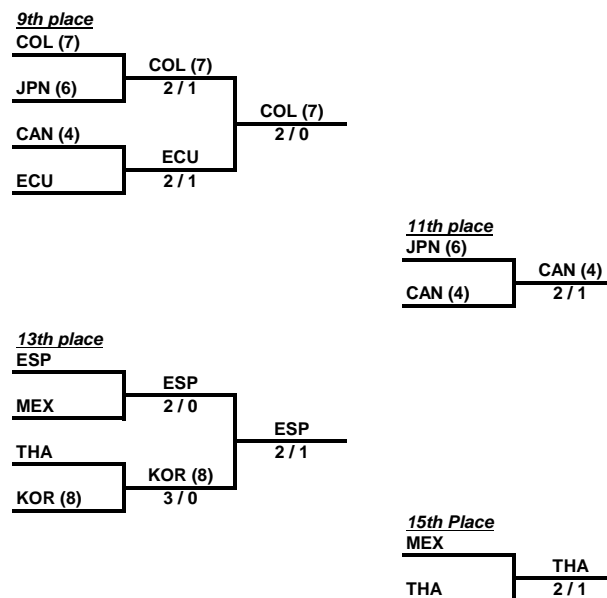 9th place
COL (7)
COL (7)
JPN (6)
2 / 1
COL (7)
CAN (4)
2 / 0
ECU
ECU
2 / 1
11th place
JPN (6)
CAN (4)
CAN (4)
2 / 1
13th place
ESP
ESP
MEX
2 / 0
ESP
THA
2 / 1
KOR (8)
KOR (8)
3 / 0
15th Place
MEX
THA
THA
2 / 1